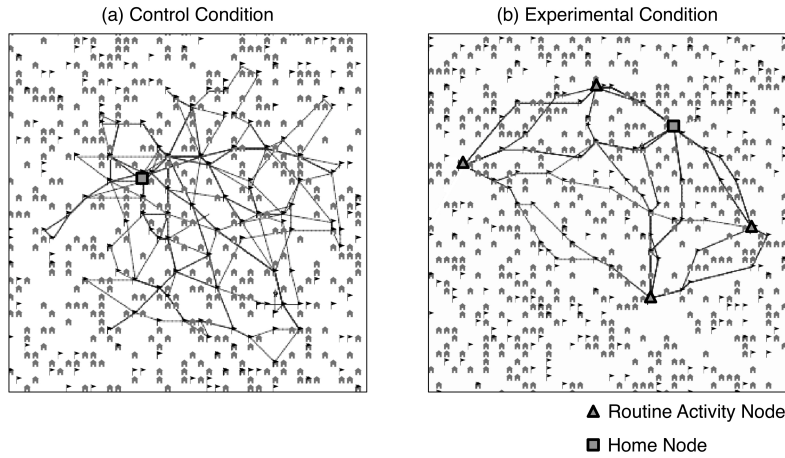 (a) Control Condition
(b) Experimental Condition
Routine Activity Node
Home Node